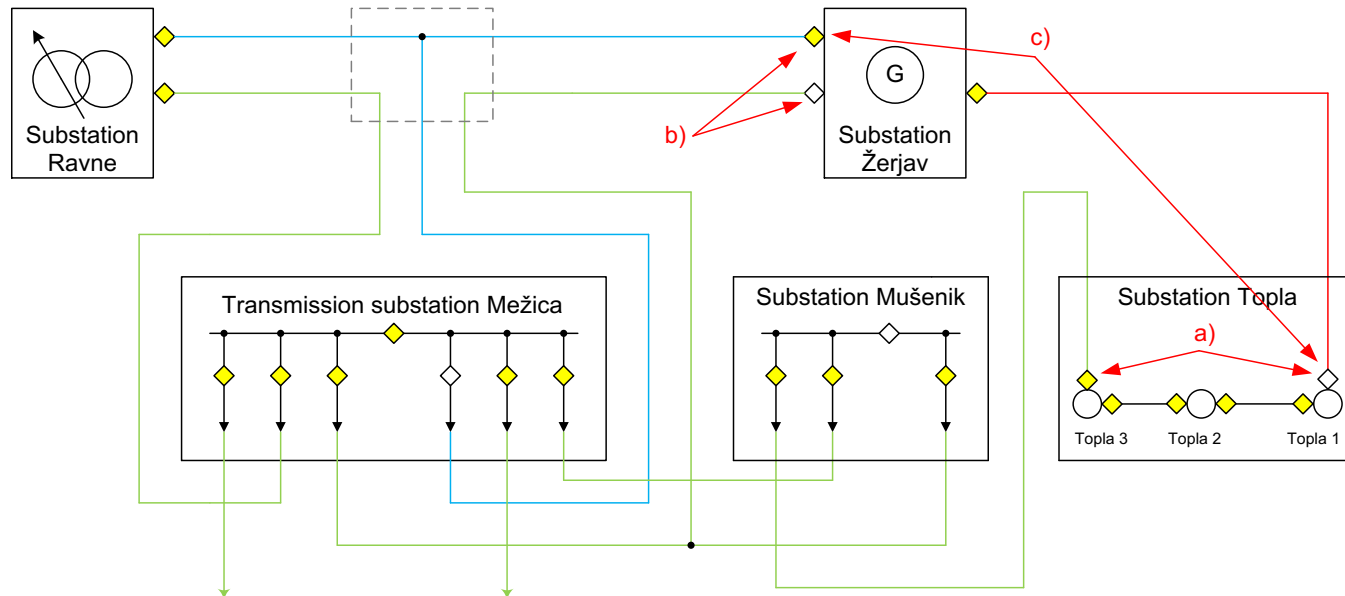 G
c)
b)
Substation
Ravne
Substation
Žerjav
Transmission substation Mežica
Substation Mušenik
Substation Topla
a)
Topla 3
Topla 2
Topla 1